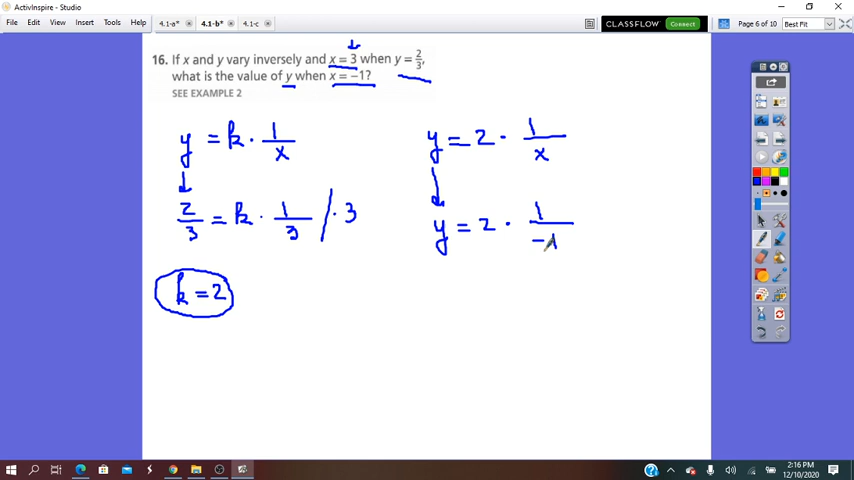 ActivInspire - Studio
File Edit View Insert Tools Help
4.1-a* 4.1-b* 4.1-c
CLASSFLOW Connect Page 6 of 10 Best Fit
16. If x and y vary inversely and x = 3 when y = 2/3,
what is the value of y when x = −1?
SEE EXAMPLE 2
y = k · 1/x
y = 2 · 1/x
2/3 = k · 1/3 / · 3
y = 2 · 1/-1
k = 2
2:16 PM
12/10/2020